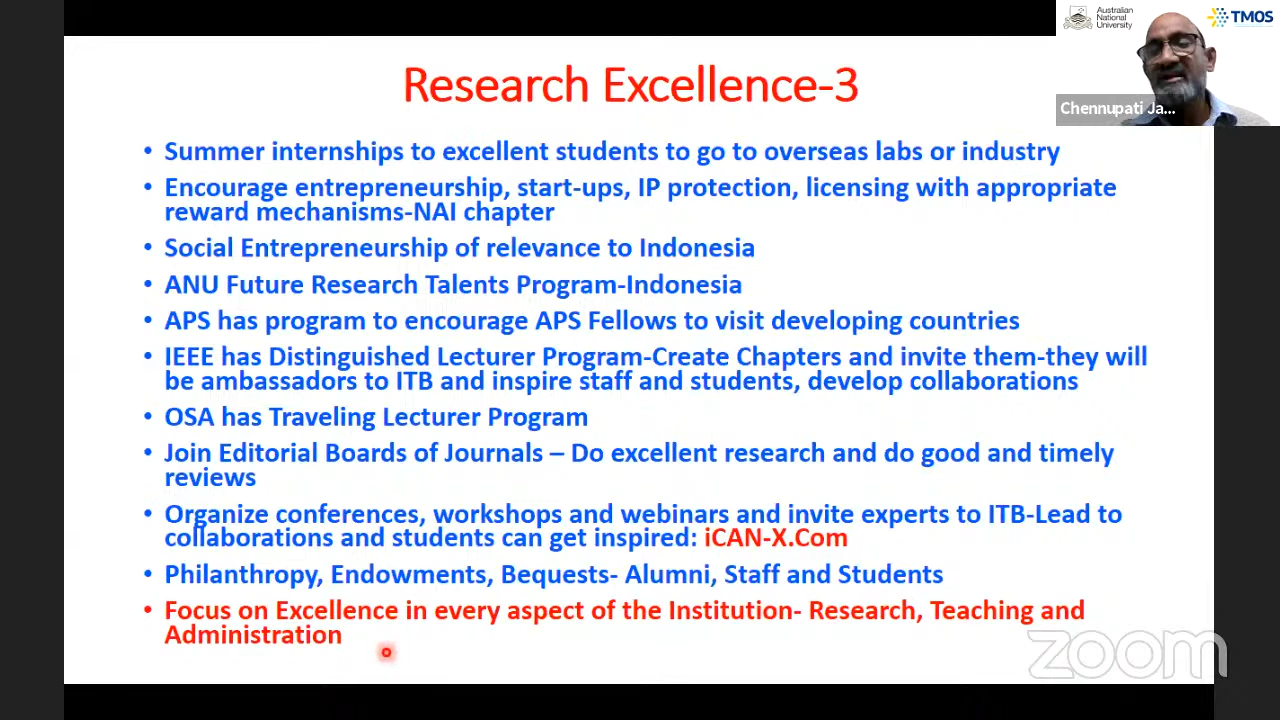 Australian
National
University
TMOS
Chennupati Ja...
Research Excellence-3
• Summer internships to excellent students to go to overseas labs or industry
• Encourage entrepreneurship, start-ups, IP protection, licensing with appropriate
reward mechanisms-NAI chapter
• Social Entrepreneurship of relevance to Indonesia
• ANU Future Research Talents Program-Indonesia
• APS has program to encourage APS Fellows to visit developing countries
• IEEE has Distinguished Lecturer Program-Create Chapters and invite them-they will
be ambassadors to ITB and inspire staff and students, develop collaborations
• OSA has Traveling Lecturer Program
• Join Editorial Boards of Journals – Do excellent research and do good and timely
reviews
• Organize conferences, workshops and webinars and invite experts to ITB-Lead to
collaborations and students can get inspired: iCAN-X.Com
• Philanthropy, Endowments, Bequests- Alumni, Staff and Students
• Focus on Excellence in every aspect of the Institution- Research, Teaching and
Administration
zoom